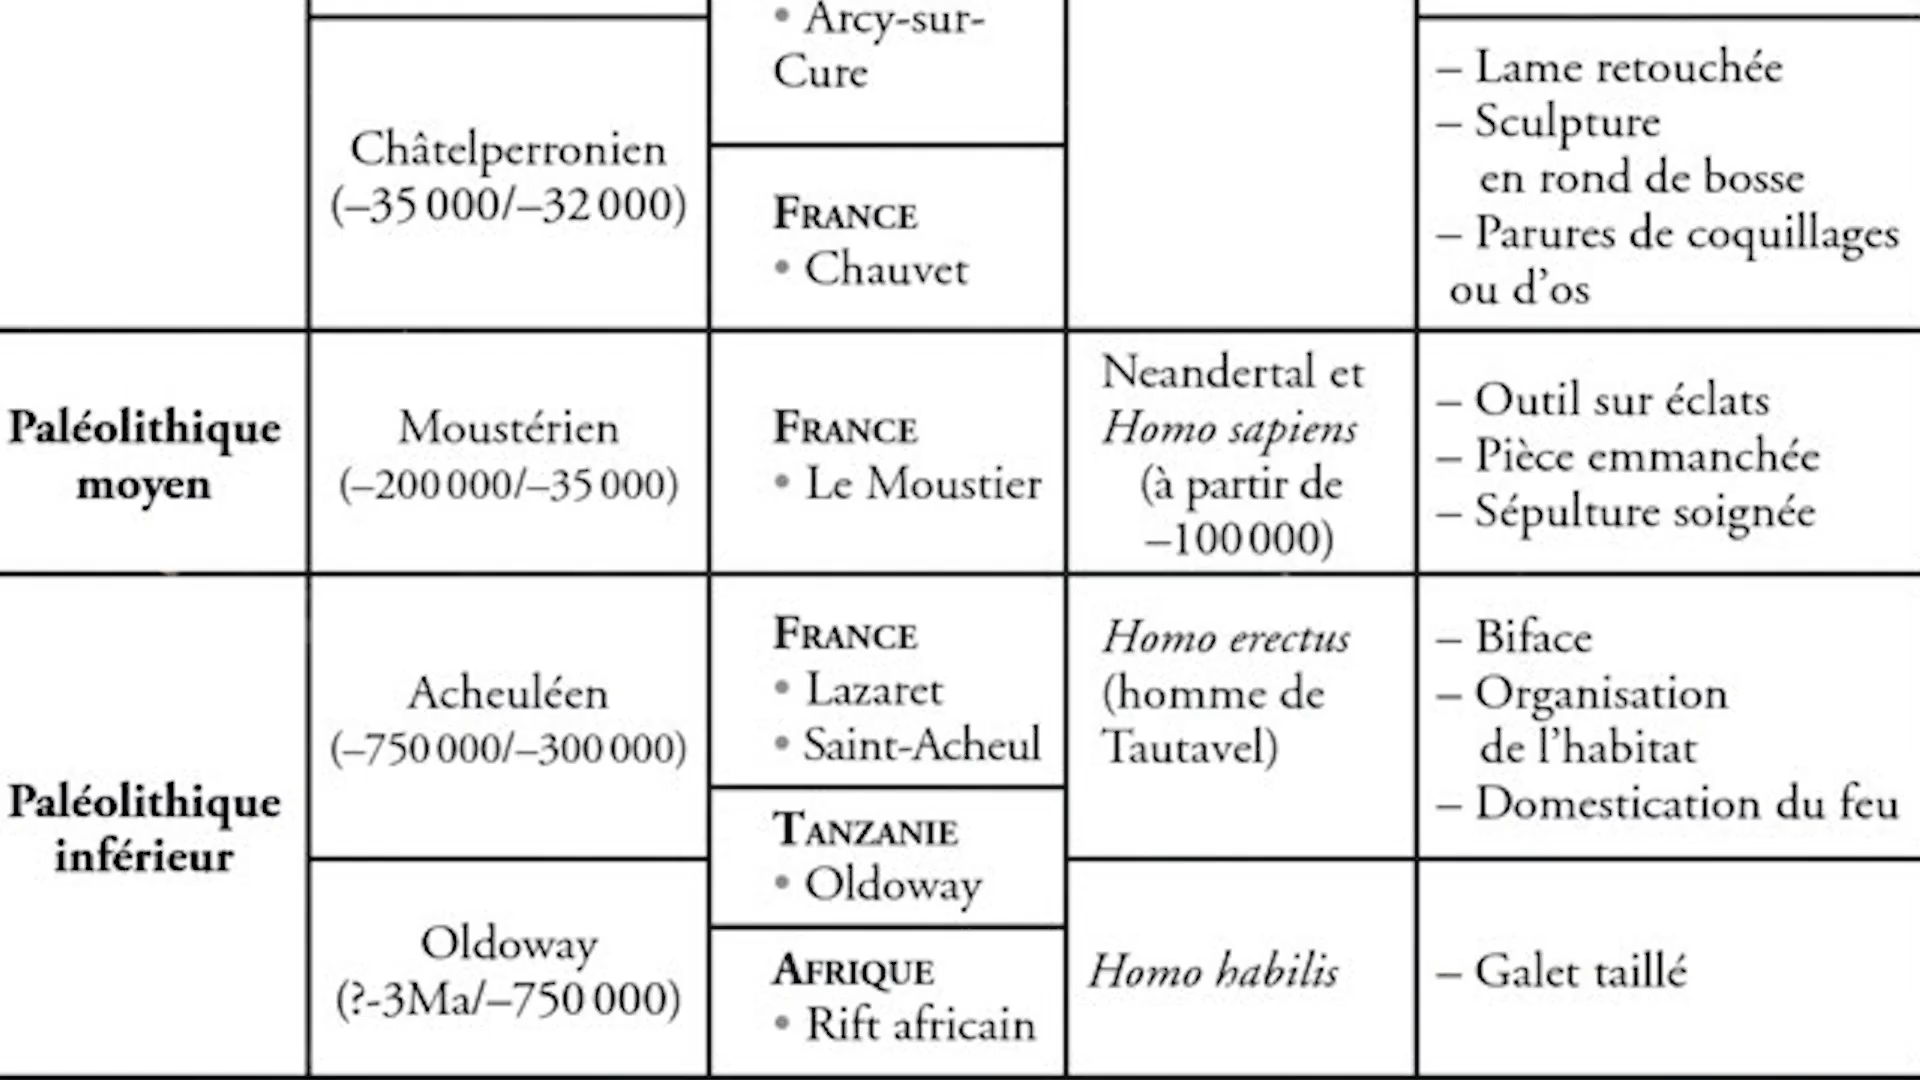 • Arcy-sur-
Cure
Châtelperronien
(–35 000/–32 000)
FRANCE
• Chauvet
– Lame retouchée
– Sculpture
en rond de bosse
– Parures de coquillages
ou d’os
Paléolithique
moyen
Moustérien
(–200 000/–35 000)
FRANCE
• Le Moustier
Neandertal et
Homo sapiens
(à partir de
–100 000)
– Outil sur éclats
– Pièce emmanchée
– Sépulture soignée
Paléolithique
inférieur
Acheuléen
(–750 000/–300 000)
FRANCE
• Lazaret
• Saint-Acheul
Homo erectus
(homme de
Tautavel)
– Biface
– Organisation
de l’habitat
– Domestication du feu
TANZANIE
• Oldoway
Oldoway
(?-3Ma/–750 000)
AFRIQUE
• Rift africain
Homo habilis
– Galet taillé